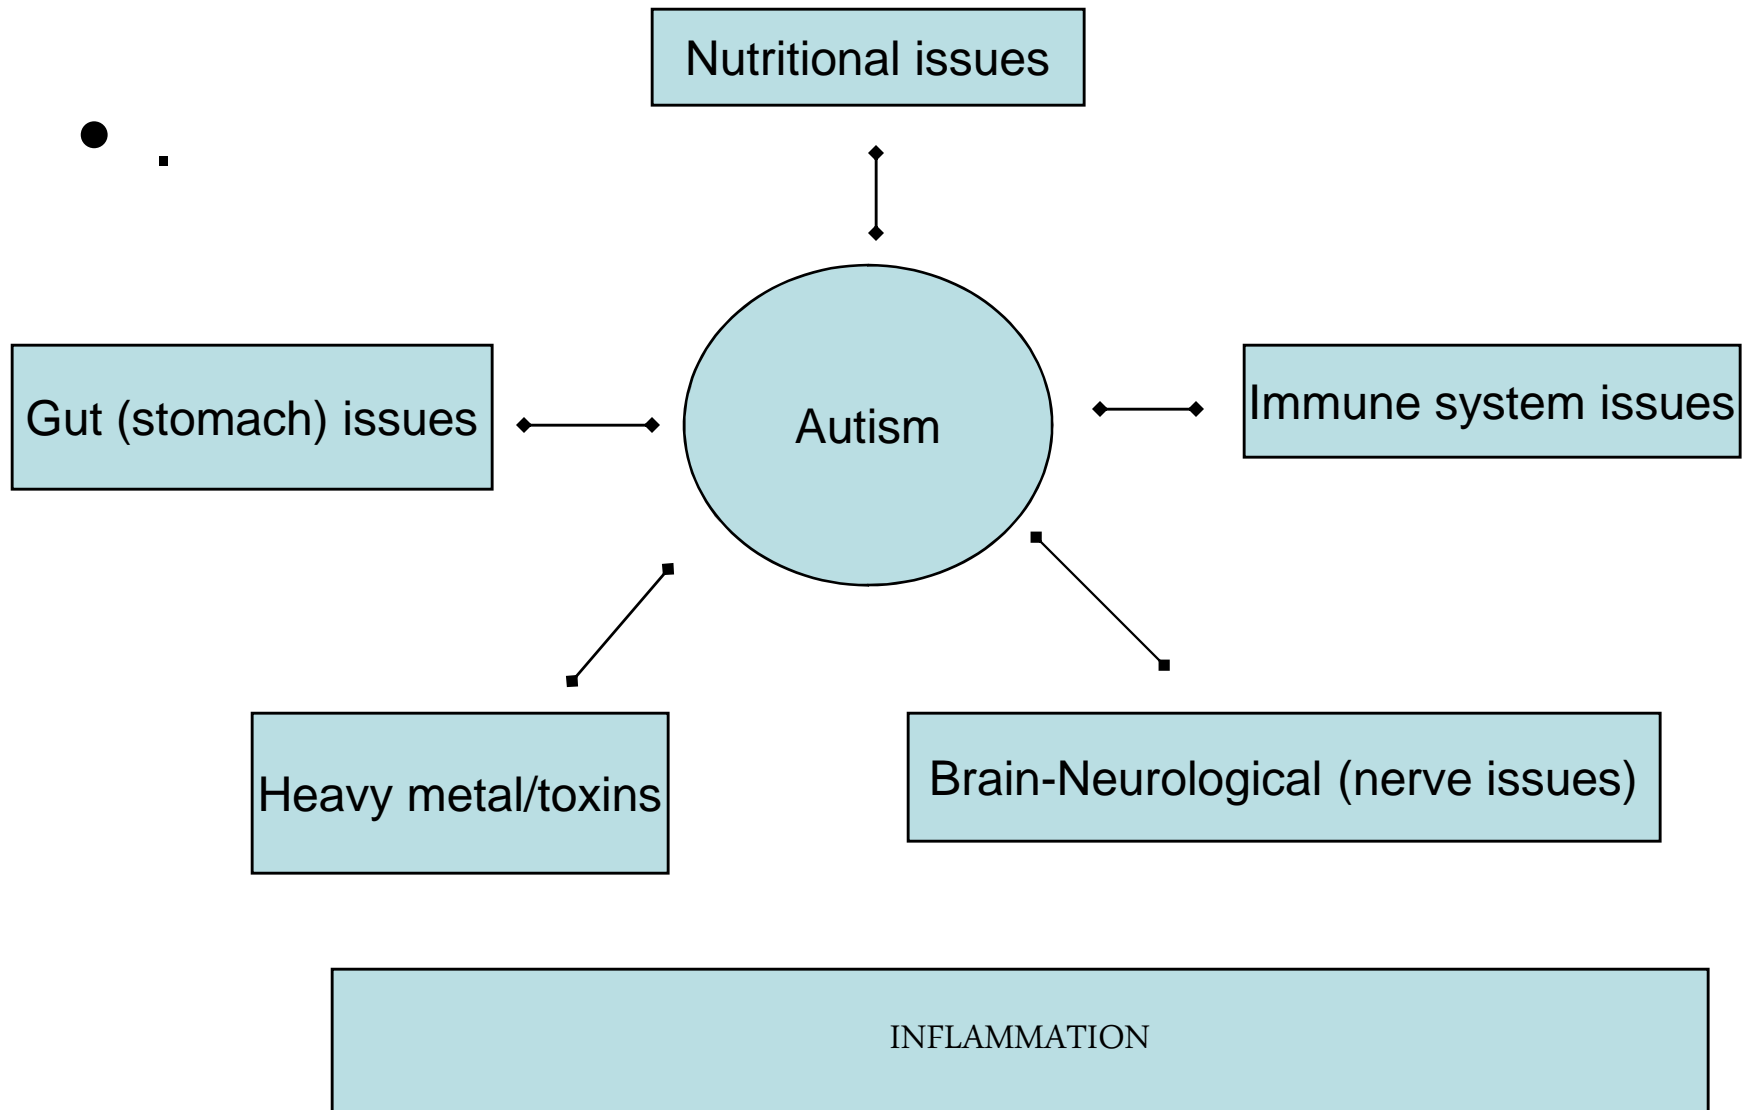 Nutritional issues
Gut (stomach) issues
Autism
Immune system issues
Heavy metal/toxins
Brain-Neurological (nerve issues)
INFLAMMATION